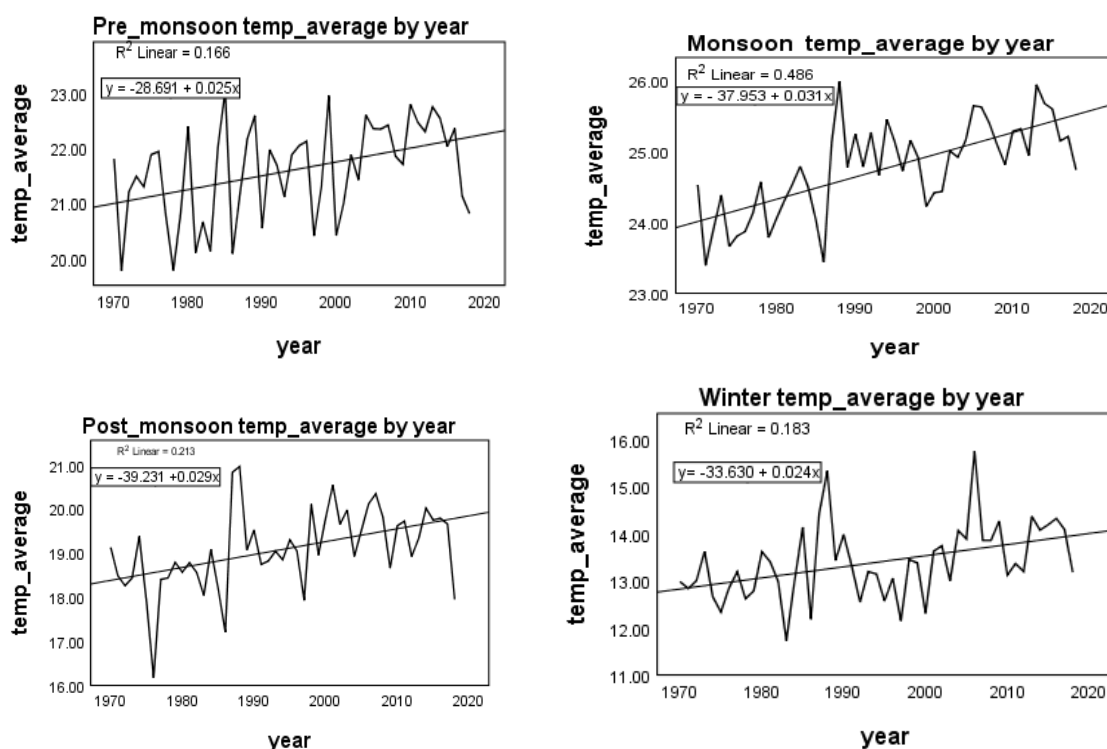 Pre_monsoon temp_average by year
R² Linear = 0.166
y = -28.691 + 0.025x
23.00
22.00
21.00
20.00
temp_average
1970 1980 1990 2000 2010 2020
year
Monsoon temp_average by year
R² Linear = 0.486
y = - 37.953 + 0.031x
26.00
25.00
24.00
23.00
temp_average
1970 1980 1990 2000 2010 2020
year
Post_monsoon temp_average by year
R² Linear = 0.213
y = -39.231 +0.029x
21.00
20.00
19.00
18.00
17.00
16.00
temp_average
1970 1980 1990 2000 2010 2020
year
Winter temp_average by year
R² Linear = 0.183
y= -33.630 + 0.024x
16.00
15.00
14.00
13.00
12.00
11.00
temp_average
1970 1980 1990 2000 2010 2020
year